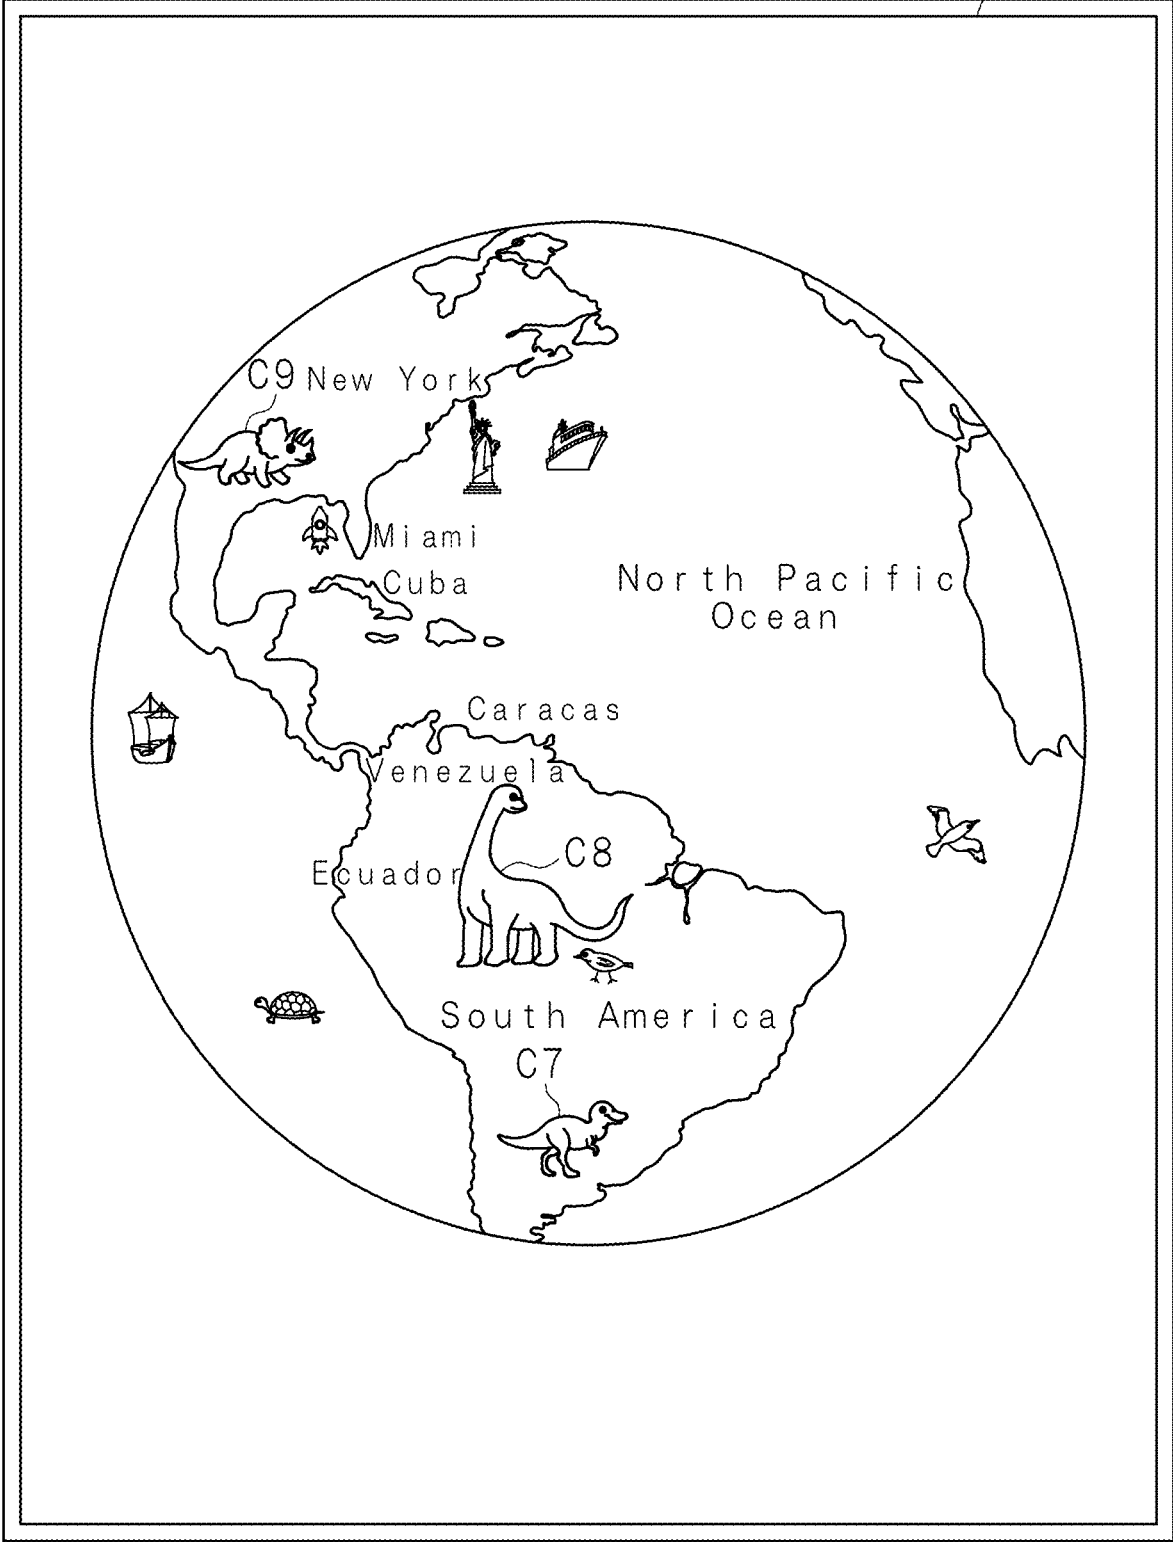 C9 New York
Miami
Cuba
North Pacific
Ocean
Caracas
Venezuela
C8
Ecuador
South America
C7